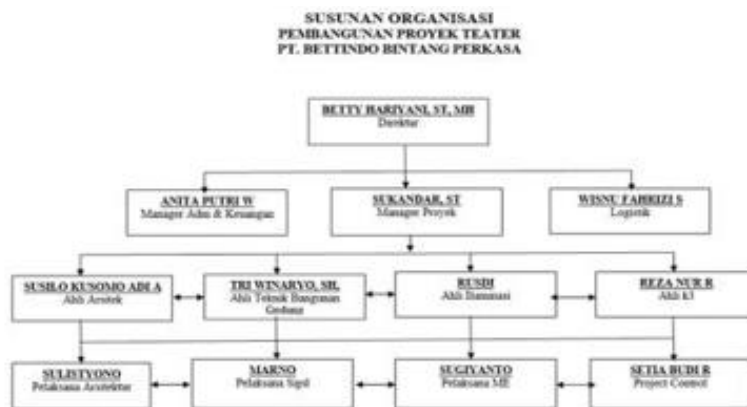 SUSUNAN ORGANISASI
PEMBANGUNAN PROYEK TEATER
PT. BETTINDO BINTANG PERKASA
BETTY HARIYANI, ST, MH
Direktur
ANITA PUTRI W
Manager Adm & Keuangan
SUKANDAR, ST
Manager Proyek
WISNU FAHRIZI S
Logistik
SUSILO KUSOMO ADI A
Ahli Arsitek
TRI WINARYO, SH,
Ahli Teknik Bangunan
Gedung
RUSDI
Ahli Iluminasi
REZA NUR R
Ahli k3
SULISTYONO
Pelaksana Arsitektur
MARNO
Pelaksana Sipil
SUGIYANTO
Pelaksana ME
SETIA BUDI R
Project Control